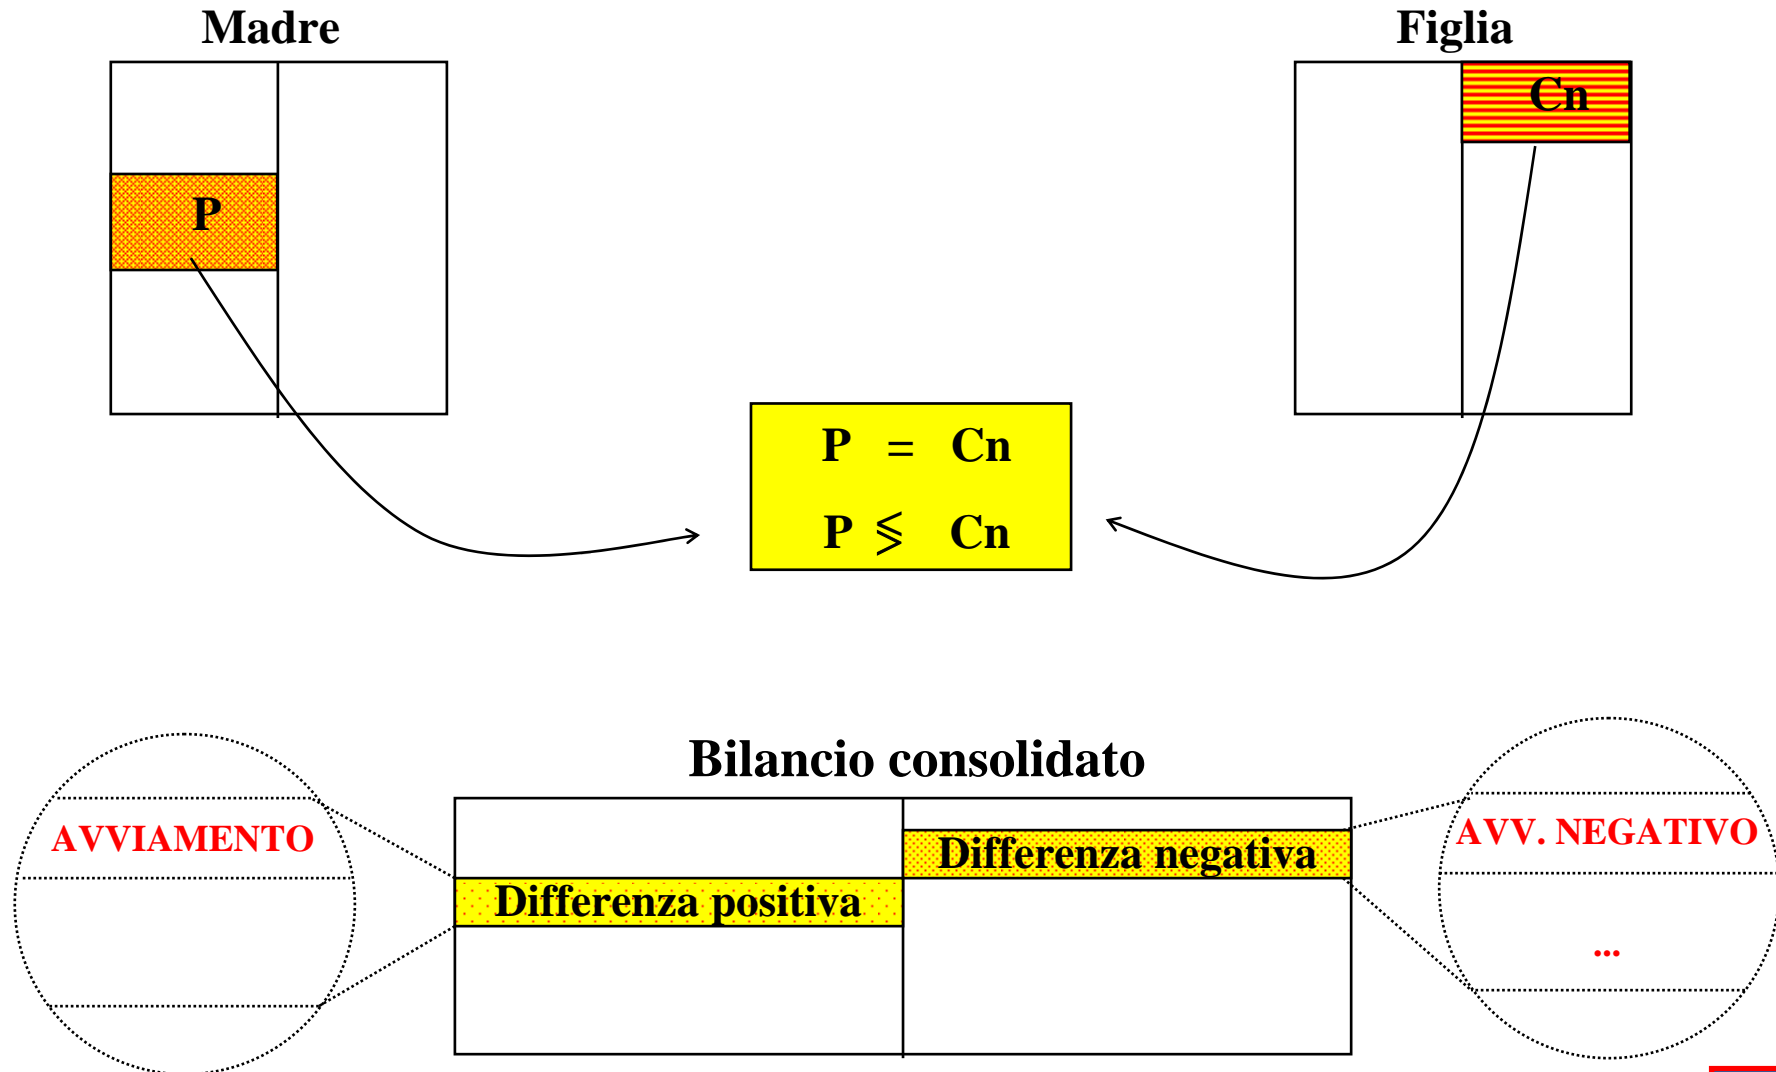 Madre
Figlia
Cn
P
P = Cn
P ⪋ Cn
Bilancio consolidato
AVVIAMENTO
AVV. NEGATIVO
Differenza negativa
Differenza positiva
...